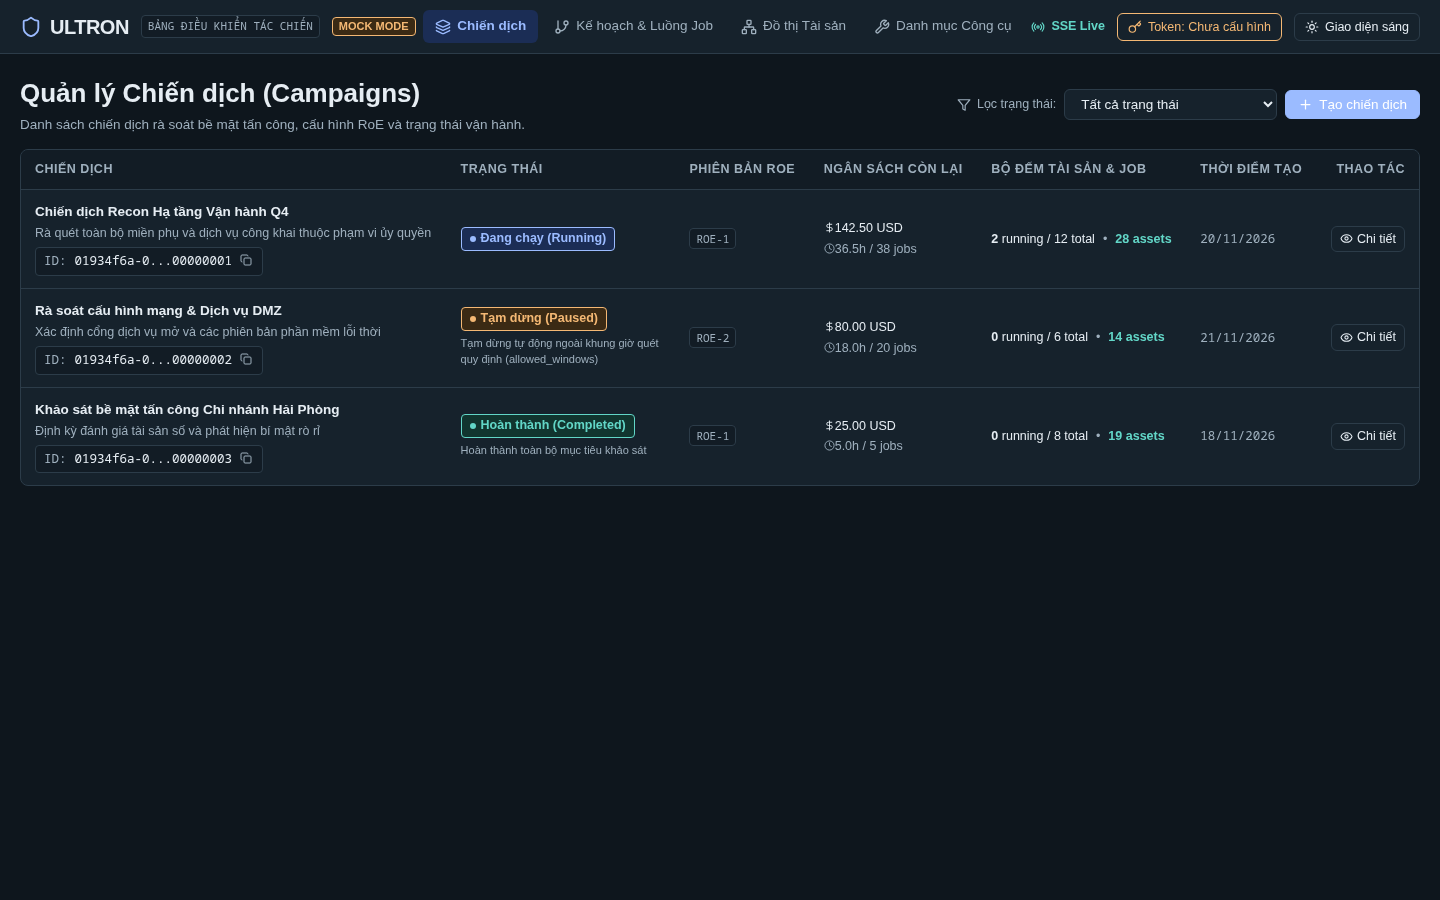 ULTRON
BẢNG ĐIỀU KHIỂN TÁC CHIẾN
MOCK MODE
Chiến dịch
Kế hoạch & Luồng Job
Đồ thị Tài sản
Danh mục Công cụ
SSE Live
Token: Chưa cấu hình
Giao diện sáng
Quản lý Chiến dịch (Campaigns)
Danh sách chiến dịch rà soát bề mặt tấn công, cấu hình RoE và trạng thái vận hành.
Lọc trạng thái:
Tất cả trạng thái
Tạo chiến dịch
CHIẾN DỊCH TRẠNG THÁI PHIÊN BẢN ROE NGÂN SÁCH CÒN LẠI BỘ ĐẾM TÀI SẢN & JOB THỜI ĐIỂM TẠO THAO TÁC
Chiến dịch Recon Hạ tầng Vận hành Q4
Rà quét toàn bộ miền phụ và dịch vụ công khai thuộc phạm vi ủy quyền
ID: 01934f6a-0...00000001
Đang chạy (Running)
ROE-1
$142.50 USD
36.5h / 38 jobs
2 running / 12 total • 28 assets
20/11/2026
Chi tiết
Rà soát cấu hình mạng & Dịch vụ DMZ
Xác định cổng dịch vụ mở và các phiên bản phần mềm lỗi thời
ID: 01934f6a-0...00000002
Tạm dừng (Paused)
Tạm dừng tự động ngoài khung giờ quét
quy định (allowed_windows)
ROE-2
$80.00 USD
18.0h / 20 jobs
0 running / 6 total • 14 assets
21/11/2026
Chi tiết
Khảo sát bề mặt tấn công Chi nhánh Hải Phòng
Định kỳ đánh giá tài sản số và phát hiện bí mật rò rỉ
ID: 01934f6a-0...00000003
Hoàn thành (Completed)
Hoàn thành toàn bộ mục tiêu khảo sát
ROE-1
$25.00 USD
5.0h / 5 jobs
0 running / 8 total • 19 assets
18/11/2026
Chi tiết